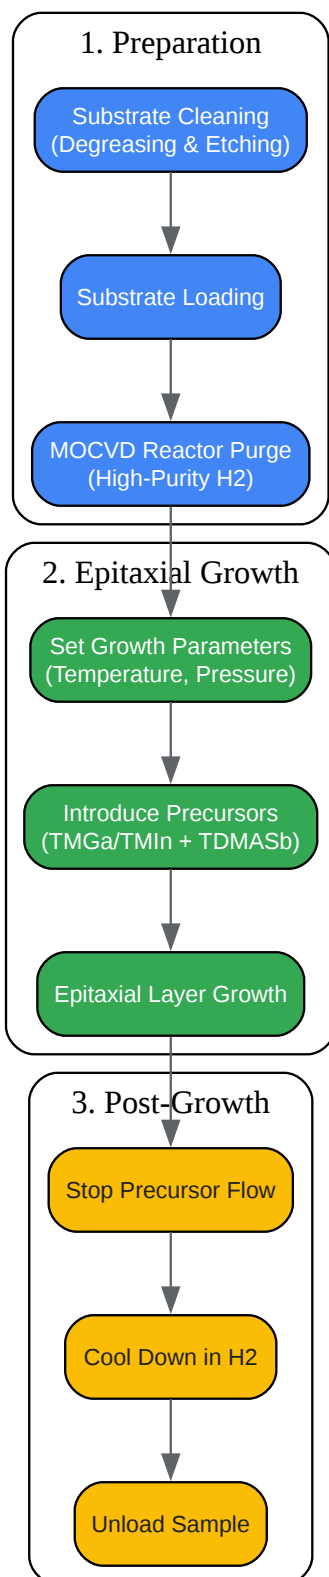 1. Preparation
Substrate Cleaning
(Degreasing & Etching)
Substrate Loading
MOCVD Reactor Purge
(High-Purity H2)
2. Epitaxial Growth
Set Growth Parameters
(Temperature, Pressure)
Introduce Precursors
(TMGa/TMIn + TDMASb)
Epitaxial Layer Growth
3. Post-Growth
Stop Precursor Flow
Cool Down in H2
Unload Sample